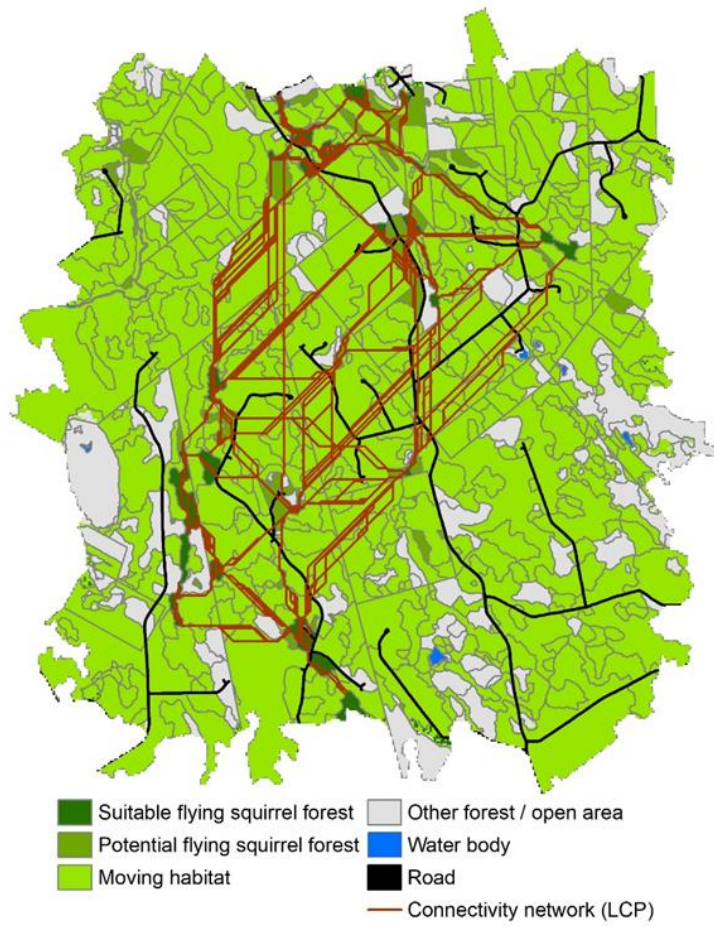 Suitable flying squirrel forest
Potential flying squirrel forest
Moving habitat
Other forest / open area
Water body
Road
Connectivity network (LCP)